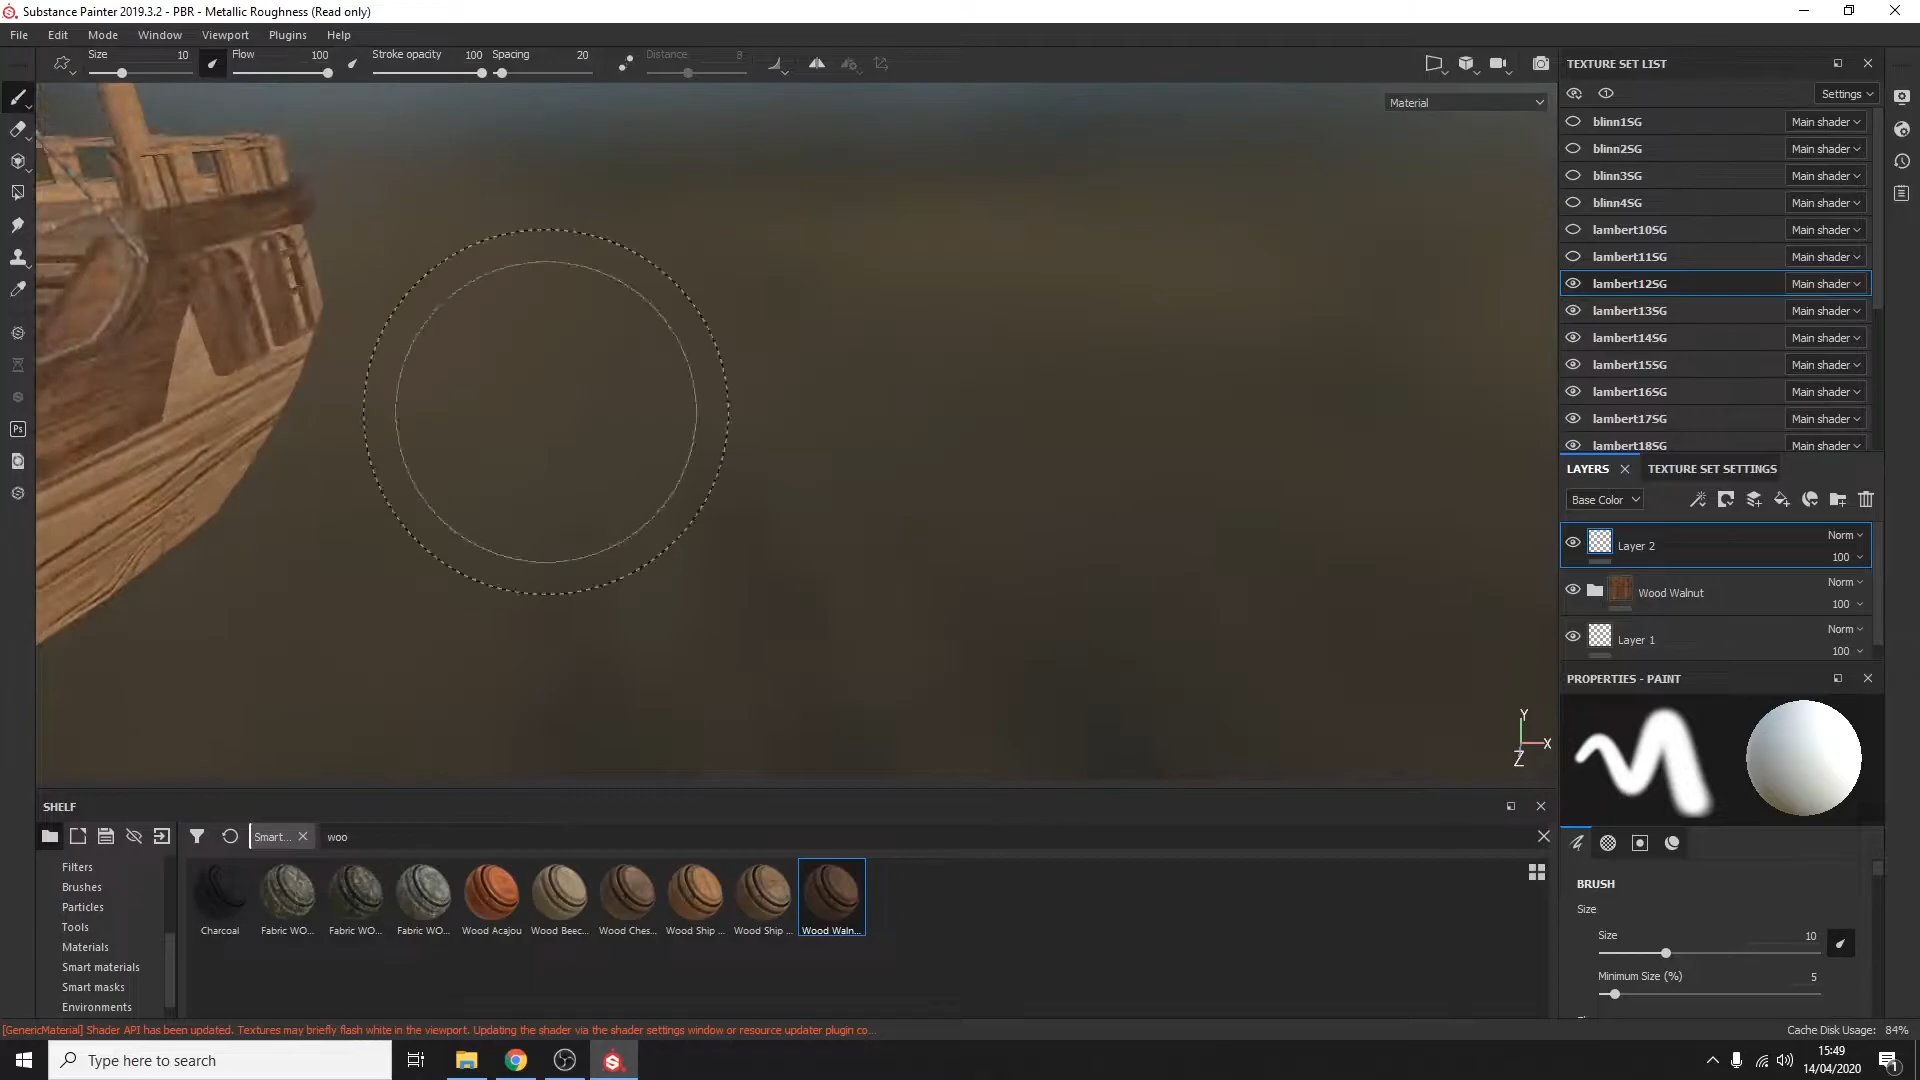 Substance Painter 2019.3.2 - PBR - Metallic Roughness (Read only)
File Edit Mode Window Viewport Plugins Help
Size 10 Flow 100 Stroke opacity 100 Spacing 20 Distance 8
Material
TEXTURE SET LIST
Settings
blinn1SG Main shader
blinn2SG Main shader
blinn3SG Main shader
blinn4SG Main shader
lambert10SG Main shader
lambert11SG Main shader
lambert12SG Main shader
lambert13SG Main shader
lambert14SG Main shader
lambert15SG Main shader
lambert16SG Main shader
lambert17SG Main shader
lambert18SG Main shader
LAYERS TEXTURE SET SETTINGS
Base Color
Layer 2 Norm 100
Wood Walnut Norm 100
Layer 1 Norm 100
PROPERTIES - PAINT
BRUSH
Size
Size 10
Minimum Size (%) 5
Y
X
Z
SHELF
Smart... woo
Filters
Brushes
Particles
Tools
Materials
Smart materials
Smart masks
Environments
Charcoal Fabric WO... Fabric WO... Fabric WO... Wood Acajou Wood Beec... Wood Ches... Wood Ship ... Wood Ship ... Wood Waln...
[GenericMaterial] Shader API has been updated. Textures may briefly flash white in the viewport. Updating the shader via the shader settings window or resource updater plugin co...
Cache Disk Usage: 84%
Type here to search
Ps
15:49
14/04/2020
1